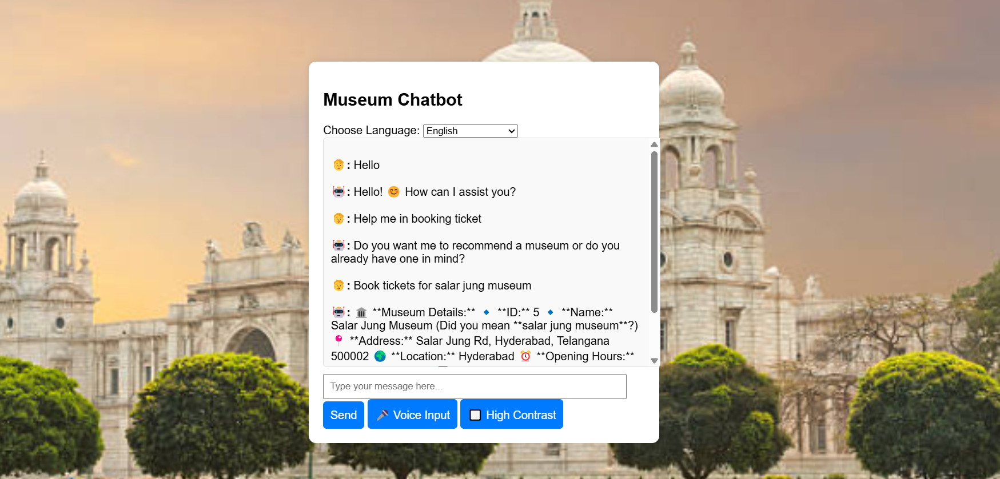 Museum Chatbot
Choose Language: English
🧑: Hello
🤖: Hello! 😊 How can I assist you?
🧑: Help me in booking ticket
🤖: Do you want me to recommend a museum or do you
already have one in mind?
🧑: Book tickets for salar jung museum
🤖: 🏛️ **Museum Details:** 🔹 **ID:** 5 🔹 **Name:**
Salar Jung Museum (Did you mean **salar jung museum**?)
📍 **Address:** Salar Jung Rd, Hyderabad, Telangana
500002 🌍 **Location:** Hyderabad ⏰ **Opening Hours:**
Type your message here...
Send 🎤 Voice Input 🔲 High Contrast